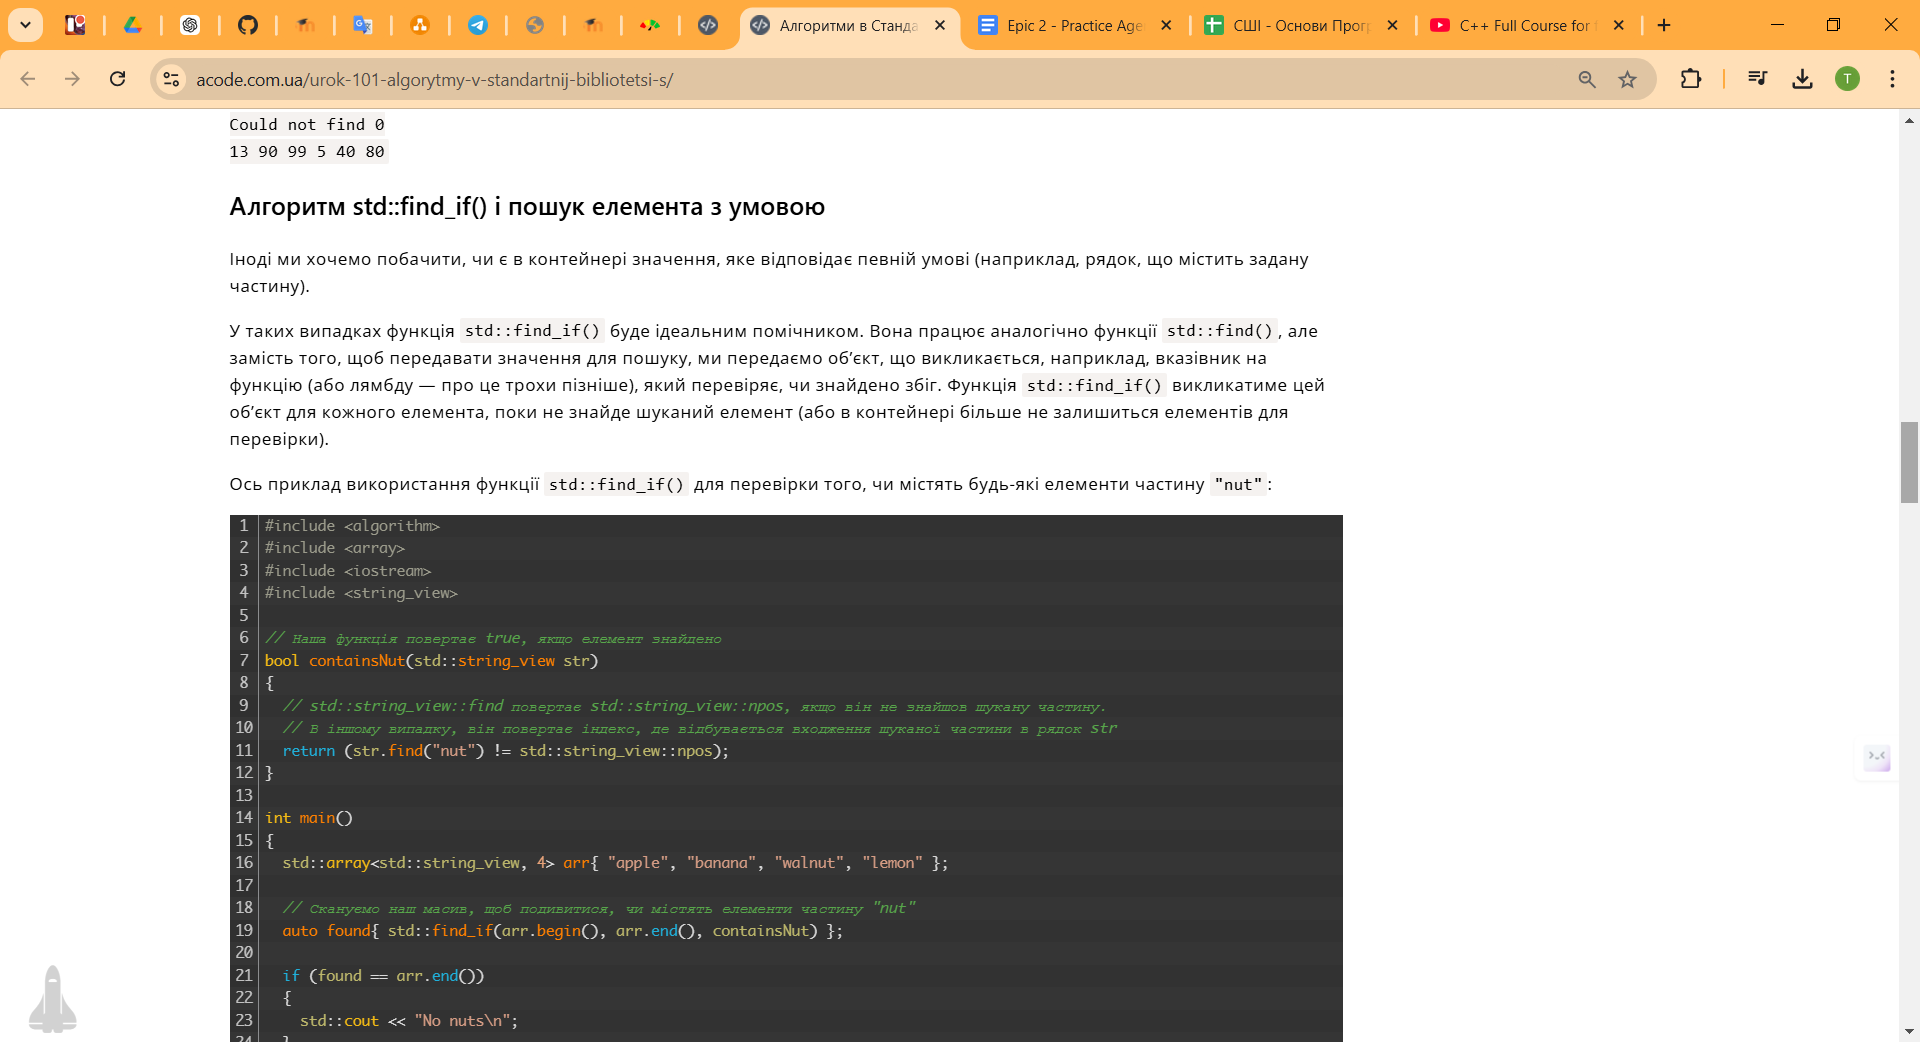 Алгоритми в Станда
Epic 2 - Practice Age
СШІ - Основи Прог
C++ Full Course for
acode.com.ua/urok-101-algorytmy-v-standartnij-bibliotetsi-s/
T
Could not find 0
13 90 99 5 40 80
Алгоритм std::find_if() і пошук елемента з умовою
Іноді ми хочемо побачити, чи є в контейнері значення, яке відповідає певній умові (наприклад, рядок, що містить задану
частину).
У таких випадках функція std::find_if() буде ідеальним помічником. Вона працює аналогічно функції std::find(), але
замість того, щоб передавати значення для пошуку, ми передаємо об’єкт, що викликається, наприклад, вказівник на
функцію (або лямбду — про це трохи пізніше), який перевіряє, чи знайдено збіг. Функція std::find_if() викликатиме цей
об’єкт для кожного елемента, поки не знайде шуканий елемент (або в контейнері більше не залишиться елементів для
перевірки).
Ось приклад використання функції std::find_if() для перевірки того, чи містять будь-які елементи частину "nut":
1 #include <algorithm>
2 #include <array>
3 #include <iostream>
4 #include <string_view>
5
6 // Наша функція повертає true, якщо елемент знайдено
7 bool containsNut(std::string_view str)
8 {
9 // std::string_view::find повертає std::string_view::npos, якщо він не знайшов шукану частину.
10 // В іншому випадку, він повертає індекс, де відбувається входження шуканої частини в рядок str
11 return (str.find("nut") != std::string_view::npos);
12 }
13
14 int main()
15 {
16 std::array<std::string_view, 4> arr{ "apple", "banana", "walnut", "lemon" };
17
18 // Скануємо наш масив, щоб подивитися, чи містять елементи частину "nut"
19 auto found{ std::find_if(arr.begin(), arr.end(), containsNut) };
20
21 if (found == arr.end())
22 {
23 std::cout << "No nuts\n";
24 }